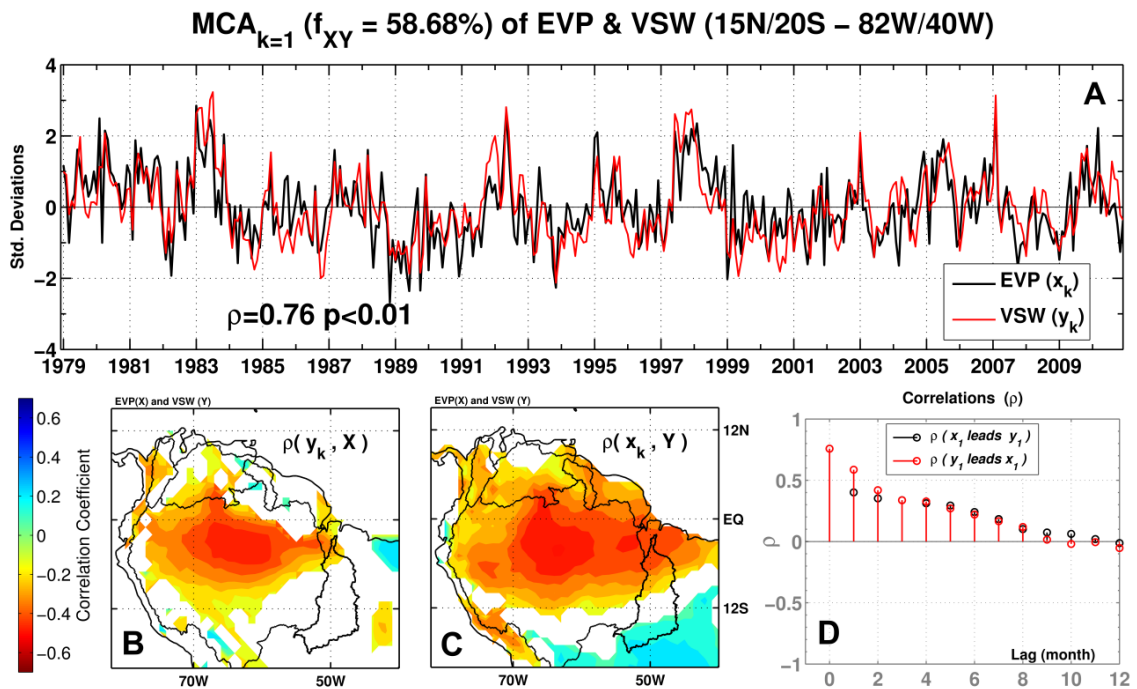 MCAk=1 (fXY = 58.68%) of EVP & VSW (15N/20S − 82W/40W)
4
2
0
−2
−4
Std. Deviations
A
ρ=0.76 p<0.01
EVP (xk)
VSW (yk)
1979 1981 1983 1985 1987 1989 1991 1993 1995 1997 1999 2001 2003 2005 2007 2009
0.6
0.4
0.2
0
−0.2
−0.4
−0.6
Correlation Coefficient
EVP(X) and VSW (Y)
ρ( yk , X )
B
70W 50W
EVP(X) and VSW (Y)
ρ( xk , Y )
C
12N
EQ
12S
70W 50W
Correlations (ρ)
ρ ( x1 leads y1 )
ρ ( y1 leads x1 )
1
0.5
0
−0.5
−1
ρ
D
Lag (month)
0 2 4 6 8 10 12